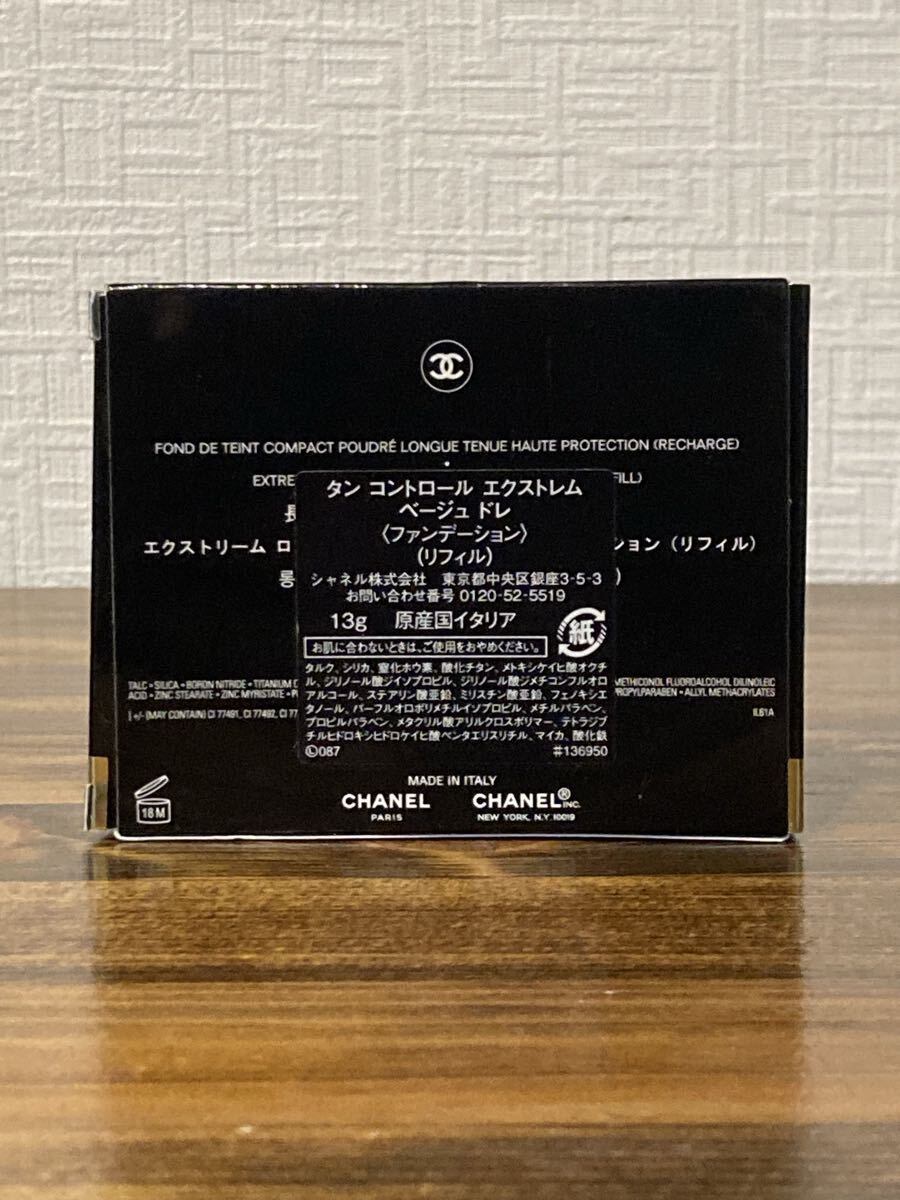 FOND DE TEINT COMPACT POUDRÉ LONGUE TENUE HAUTE PROTECTION (RECHARGE)
タン コントロール エクストレム
ベージュ ドレ
〈ファンデーション〉
(リフィル)
エクストリーム ロ
ション（リフィル）
シャネル株式会社 東京都中央区銀座3-5-3
お問い合わせ番号 0120-52-5519
13g 原産国イタリア
紙
お肌に合わないときは、ご使用をおやめください。
タルク、シリカ、窒化ホウ素、酸化チタン、メトキシケイヒ酸オクチ
ル、ジリノール酸ジイソプロピル、ジリノール酸ジメチコンフルオロ
アルコール、ステアリン酸亜鉛、ミリスチン酸亜鉛、フェノキシエ
タノール、パーフルオロポリメチルイソプロピル、メチルパラベン、
プロピルパラベン、メタクリル酸アリルクロスポリマー、テトラジブ
チルヒドロキシヒドロケイヒ酸ペンタエリスリチル、マイカ、酸化鉄
Ⓛ087 #136950
TALC • SILICA • BORON NITRIDE • TITANIUM
METHICONOL FLUOROALCOHOL DILINOLEIC
ACID • ZINC STEARATE • ZINC MYRISTATE
PROPYLPARABEN • ALLYL METHACRYLATES
+/- (MAY CONTAIN) CI 77491, CI 77492,
IL61A
18M
MADE IN ITALY
CHANEL CHANEL® INC.
PARIS NEW YORK, N.Y. 10019